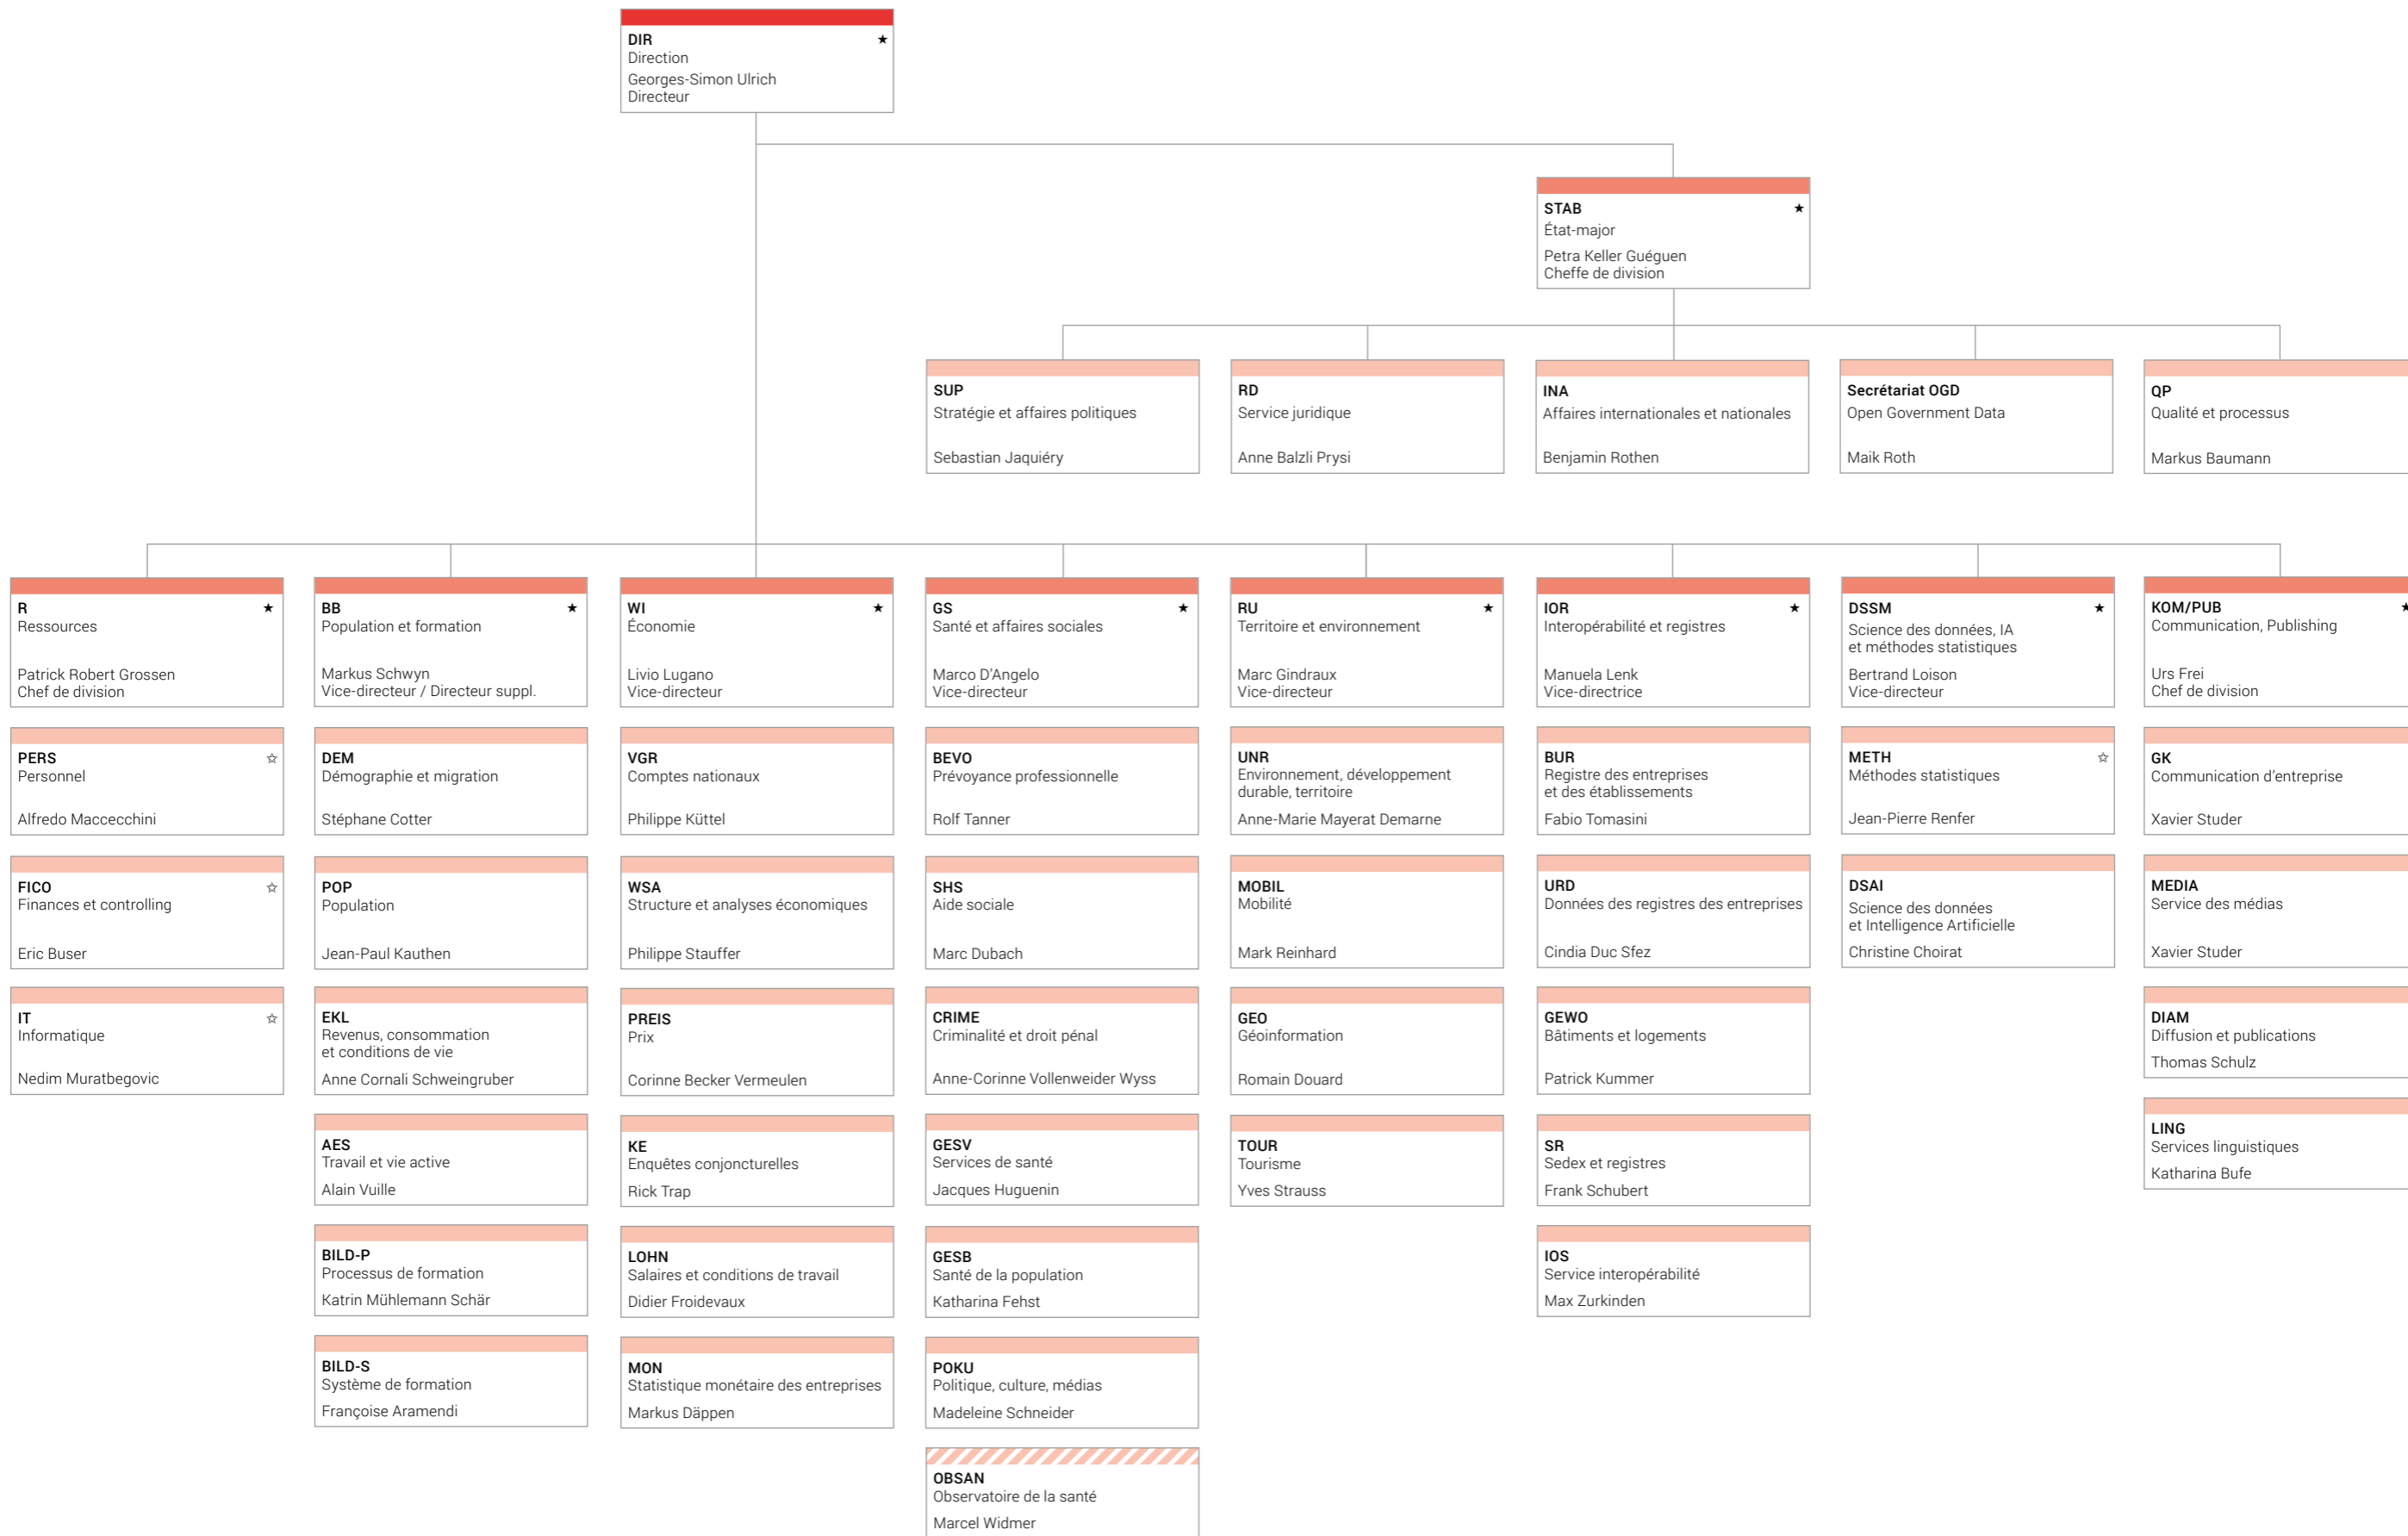 DIR ★
Direction
Georges-Simon Ulrich
Directeur
STAB ★
État-major
Petra Keller Guéguen
Cheffe de division
SUP
Stratégie et affaires politiques
Sebastian Jaquiéry
RD
Service juridique
Anne Balzli Prysi
INA
Affaires internationales et nationales
Benjamin Rothen
Secrétariat OGD
Open Government Data
Maik Roth
QP
Qualité et processus
Markus Baumann
R ★
Ressources
Patrick Robert Grossen
Chef de division
PERS ☆
Personnel
Alfredo Maccecchini
FICO ☆
Finances et controlling
Eric Buser
IT ☆
Informatique
Nedim Muratbegovic
BB ★
Population et formation
Markus Schwyn
Vice-directeur / Directeur suppl.
DEM
Démographie et migration
Stéphane Cotter
POP
Population
Jean-Paul Kauthen
EKL
Revenus, consommation
et conditions de vie
Anne Cornali Schweingruber
AES
Travail et vie active
Alain Vuille
BILD-P
Processus de formation
Katrin Mühlemann Schär
BILD-S
Système de formation
Françoise Aramendi
WI ★
Économie
Livio Lugano
Vice-directeur
VGR
Comptes nationaux
Philippe Küttel
WSA
Structure et analyses économiques
Philippe Stauffer
PREIS
Prix
Corinne Becker Vermeulen
KE
Enquêtes conjoncturelles
Rick Trap
LOHN
Salaires et conditions de travail
Didier Froidevaux
MON
Statistique monétaire des entreprises
Markus Däppen
GS ★
Santé et affaires sociales
Marco D'Angelo
Vice-directeur
BEVO
Prévoyance professionnelle
Rolf Tanner
SHS
Aide sociale
Marc Dubach
CRIME
Criminalité et droit pénal
Anne-Corinne Vollenweider Wyss
GESV
Services de santé
Jacques Huguenin
GESB
Santé de la population
Katharina Fehst
POKU
Politique, culture, médias
Madeleine Schneider
OBSAN
Observatoire de la santé
Marcel Widmer
RU ★
Territoire et environnement
Marc Gindraux
Vice-directeur
UNR
Environnement, développement
durable, territoire
Anne-Marie Mayerat Demarne
MOBIL
Mobilité
Mark Reinhard
GEO
Géoinformation
Romain Douard
TOUR
Tourisme
Yves Strauss
IOR ★
Interopérabilité et registres
Manuela Lenk
Vice-directrice
BUR
Registre des entreprises
et des établissements
Fabio Tomasini
URD
Données des registres des entreprises
Cindia Duc Sfez
GEWO
Bâtiments et logements
Patrick Kummer
SR
Sedex et registres
Frank Schubert
IOS
Service interopérabilité
Max Zurkinden
DSSM ★
Science des données, IA
et méthodes statistiques
Bertrand Loison
Vice-directeur
METH ☆
Méthodes statistiques
Jean-Pierre Renfer
DSAI
Science des données
et Intelligence Artificielle
Christine Choirat
KOM/PUB ★
Communication, Publishing
Urs Frei
Chef de division
GK
Communication d'entreprise
Xavier Studer
MEDIA
Service des médias
Xavier Studer
DIAM
Diffusion et publications
Thomas Schulz
LING
Services linguistiques
Katharina Bufe